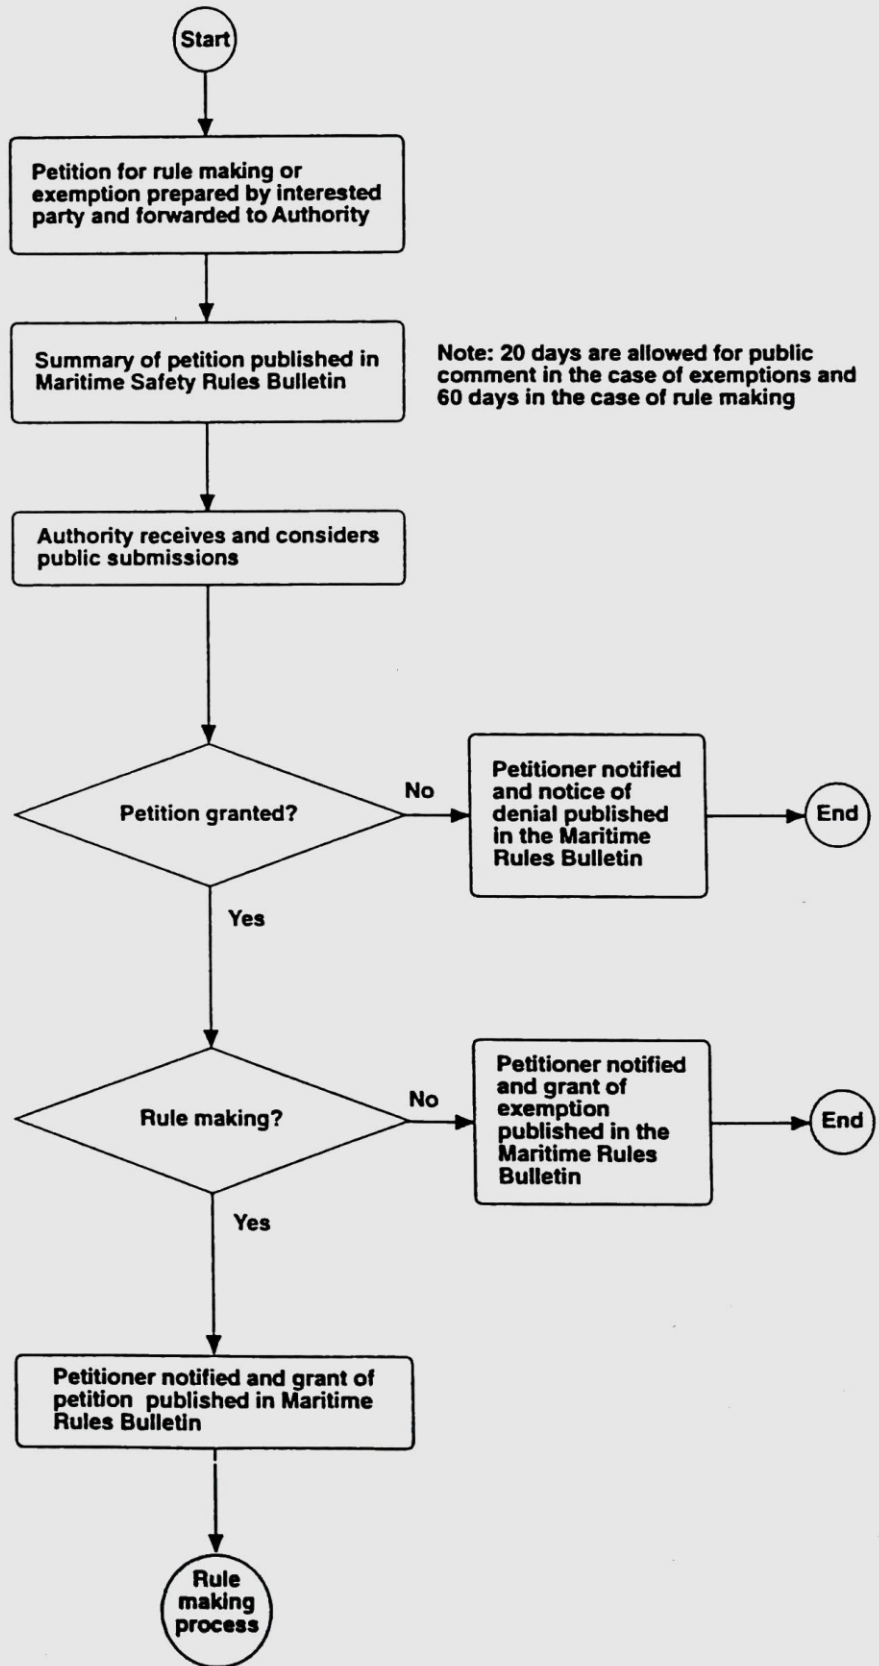 Start
Petition for rule making or
exemption prepared by interested
party and forwarded to Authority
Summary of petition published in
Maritime Safety Rules Bulletin
Note: 20 days are allowed for public
comment in the case of exemptions and
60 days in the case of rule making
Authority receives and considers
public submissions
Petition granted?
No
Petitioner notified
and notice of
denial published
in the Maritime
Rules Bulletin
End
Yes
Rule making?
No
Petitioner notified
and grant of
exemption
published in the
Maritime Rules
Bulletin
End
Yes
Petitioner notified and grant of
petition published in Maritime
Rules Bulletin
Rule
making
process